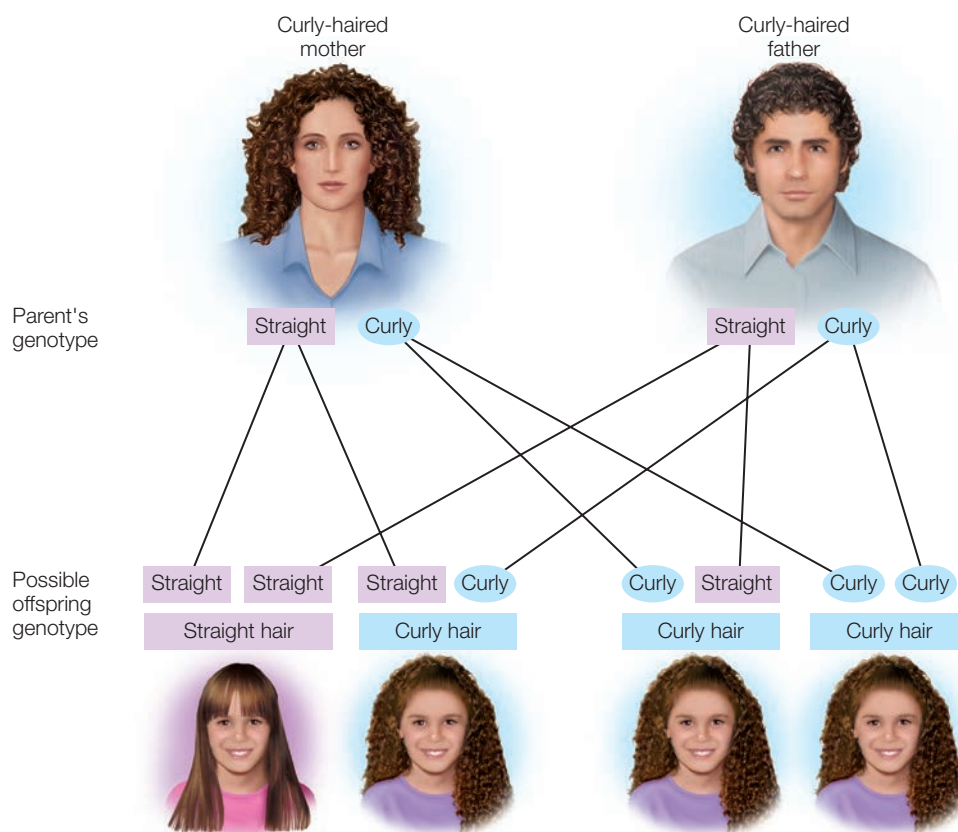 Curly-haired
mother
Curly-haired
father
Parent's
genotype
Straight
Curly
Straight
Curly
Possible
offspring
genotype
Straight
Straight
Straight
Curly
Curly
Straight
Curly
Curly
Straight hair
Curly hair
Curly hair
Curly hair